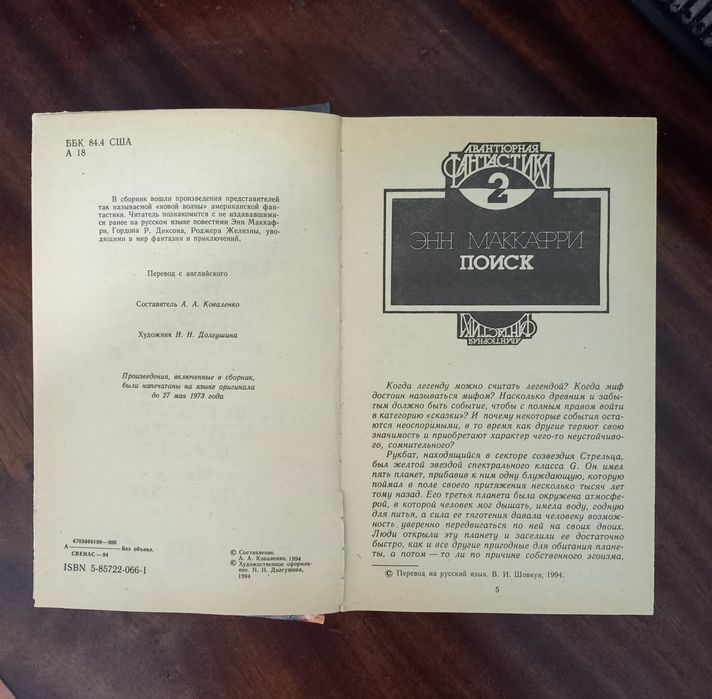 ББК 84.4 США
А 18
В сборник вошли произведения представителей
так называемой «новой волны» американской фан-
тастики. Читатель познакомится с не издававшими-
ся ранее на русском языке повестями Энн Маккаф-
ри, Гордона Р. Диксона, Роджера Желязны, уво-
дящими в мир фантазии и приключений.
Перевод с английского
Составитель А. А. Коваленко
Художник Н. Н. Долгушина
Произведения, включенные в сборник,
были напечатаны на языке оригинала
до 27 мая 1973 года
4703040100—000
А
Без объявл.
СВЕНАС—94
ISBN 5-85722-066-1
© Составление.
А. А. Коваленко, 1994
© Художественное оформле-
ние. Н. Н. Долгушина,
1994
АВАНТЮРНАЯ
ФАНТАСТИКА
2
ЭНН МАККАФРИ
ПОИСК
ФАНТАСТИКА
АВАНТЮРНАЯ
Когда легенду можно считать легендой? Когда миф
достоин называться мифом? Насколько древним и забы-
тым должно быть событие, чтобы с полным правом войти
в категорию «сказки»? И почему некоторые события оста-
ются неоспоримыми, в то время как другие теряют свою
значимость и приобретают характер чего-то неустойчиво-
го, сомнительного?
Рукбат, находящийся в секторе созвездия Стрельца,
был желтой звездой спектрального класса G. Он имел
пять планет, прибавив к ним одну блуждающую, которую
поймал в поле своего притяжения несколько тысяч лет
тому назад. Его третья планета была окружена атмосфе-
рой, в которой человек мог дышать, имела воду, годную
для питья, а сила ее тяготения давала человеку возмож-
ность уверенно передвигаться по ней на своих двоих.
Люди открыли эту планету и заселили ее достаточно
быстро, как и все другие пригодные для обитания плане-
ты, а потом — то ли по причине собственного эгоизма,
© Перевод на русский язык. В. И. Шовкун, 1994.
5